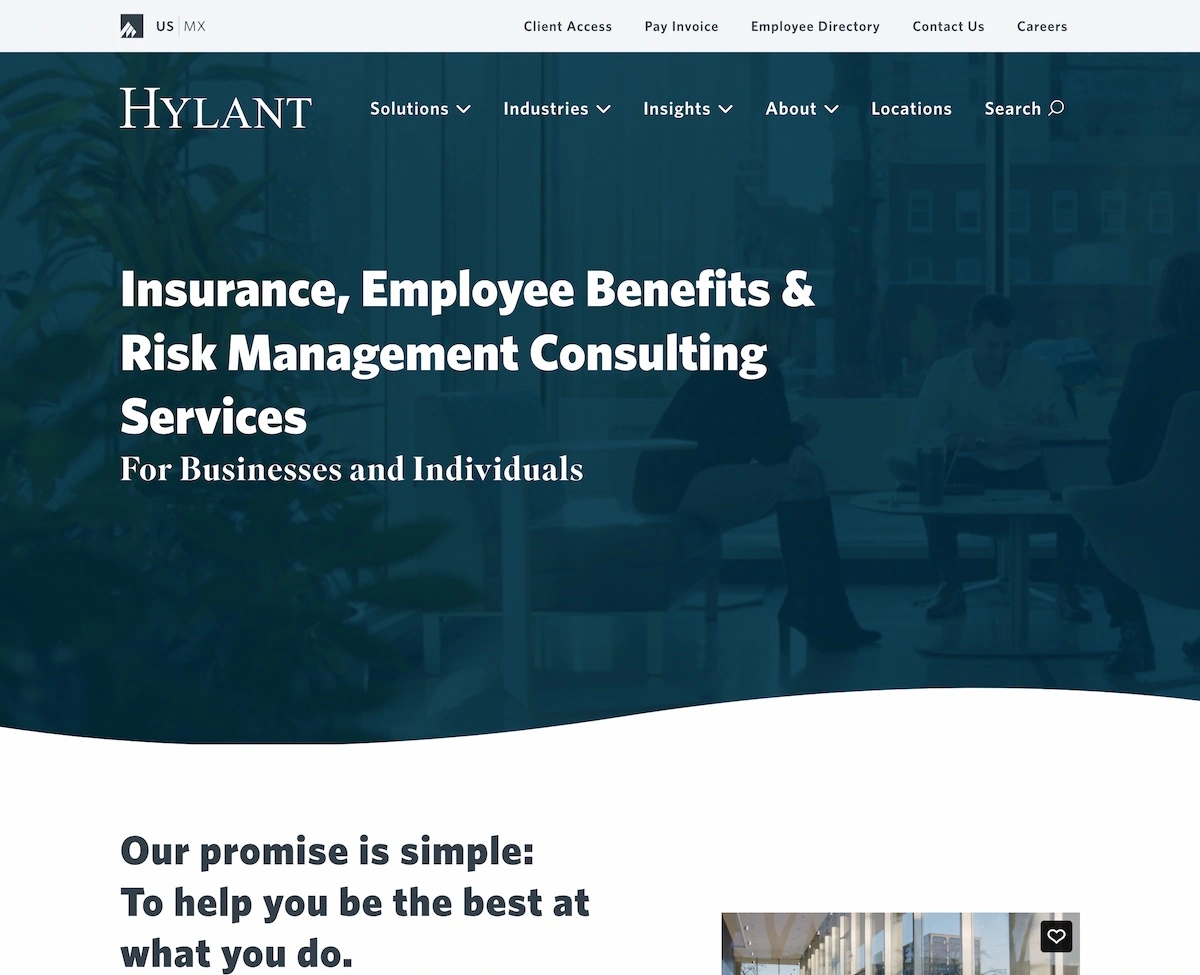 US | MX
Client Access Pay Invoice Employee Directory Contact Us Careers
HYLANT
Solutions Industries Insights About Locations Search
Insurance, Employee Benefits &
Risk Management Consulting
Services
For Businesses and Individuals
Our promise is simple:
To help you be the best at
what you do.